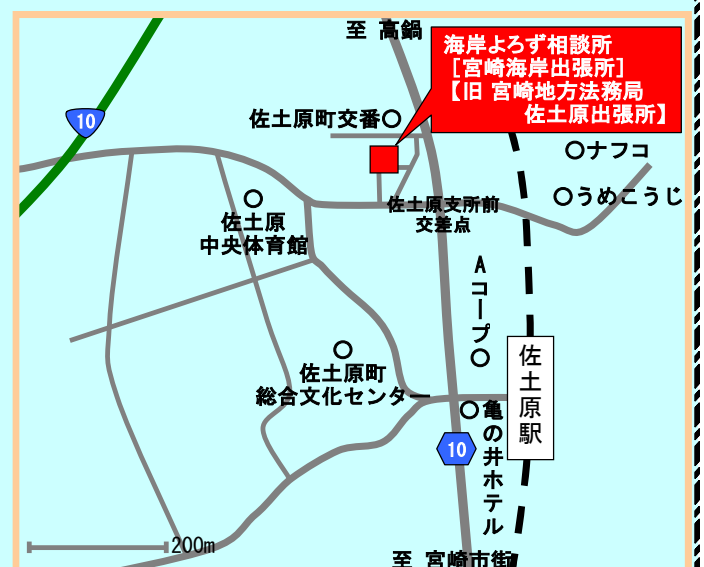 至 高鍋
海岸よろず相談所
［宮崎海岸出張所］
【旧 宮崎地方法務局
佐土原出張所】
10
佐土原町交番
ナフコ
うめこうじ
佐土原
中央体育館
佐土原支所前
交差点
Aコープ
佐土原駅
佐土原町
総合文化センター
亀の井ホテル
10
200m
至 宮崎市街